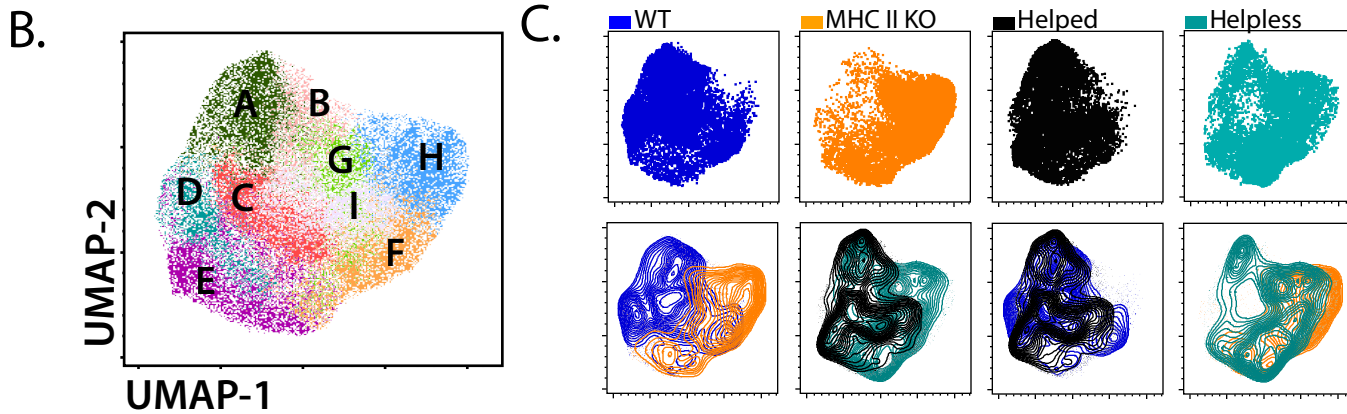 B.
A
B
G
H
D
C
I
F
E
UMAP-2
UMAP-1
C.
WT
MHC II KO
Helped
Helpless